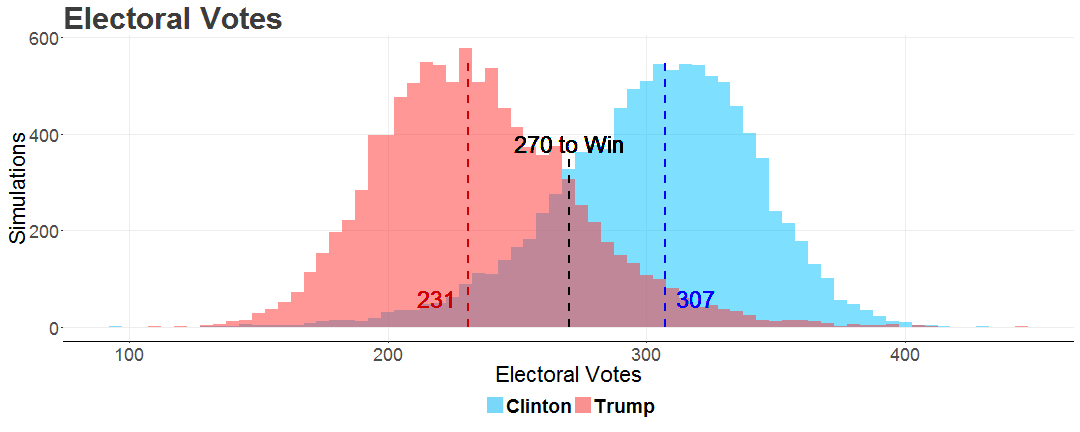 Electoral Votes
600
400
200
0
Simulations
270 to Win
231
307
100 200 300 400
Electoral Votes
Clinton Trump